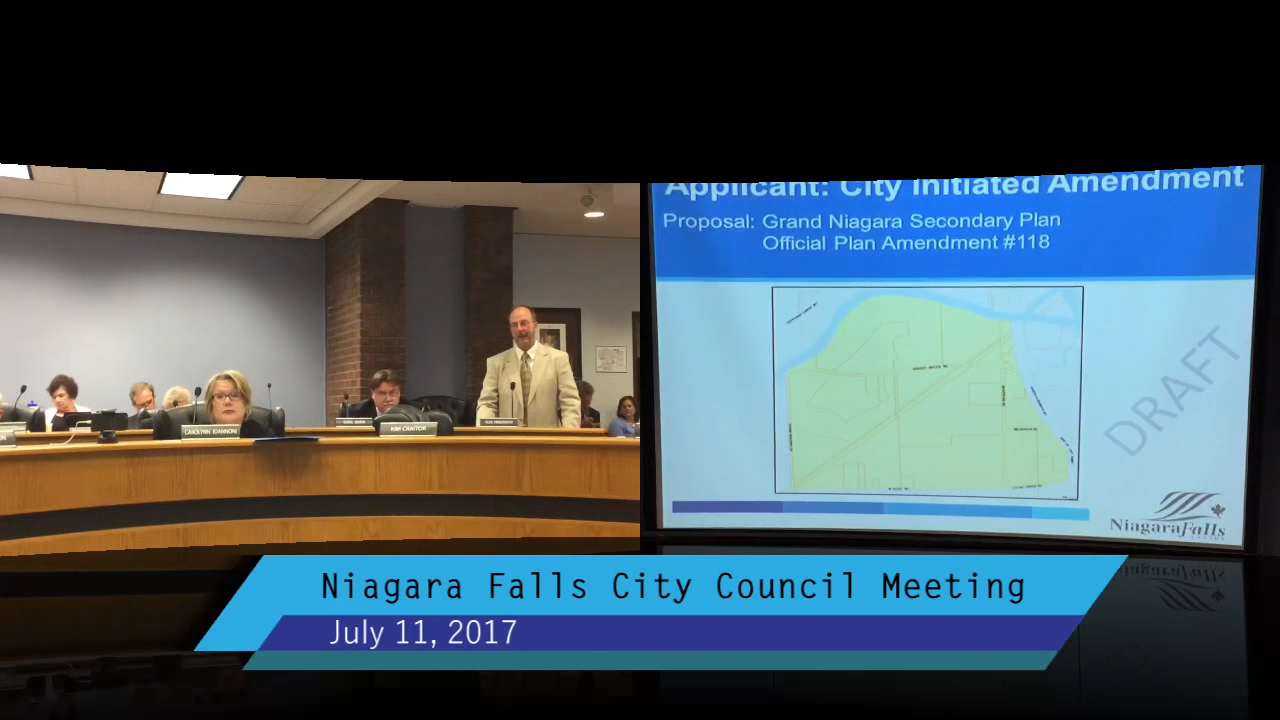 Applicant: City Initiated Amendment
Proposal: Grand Niagara Secondary Plan
Official Plan Amendment #118
DRAFT
NiagaraFalls
CANADA
CAROLYNN IOANNONI
KIM CRAITOR
Niagara Falls City Council Meeting
July 11, 2017